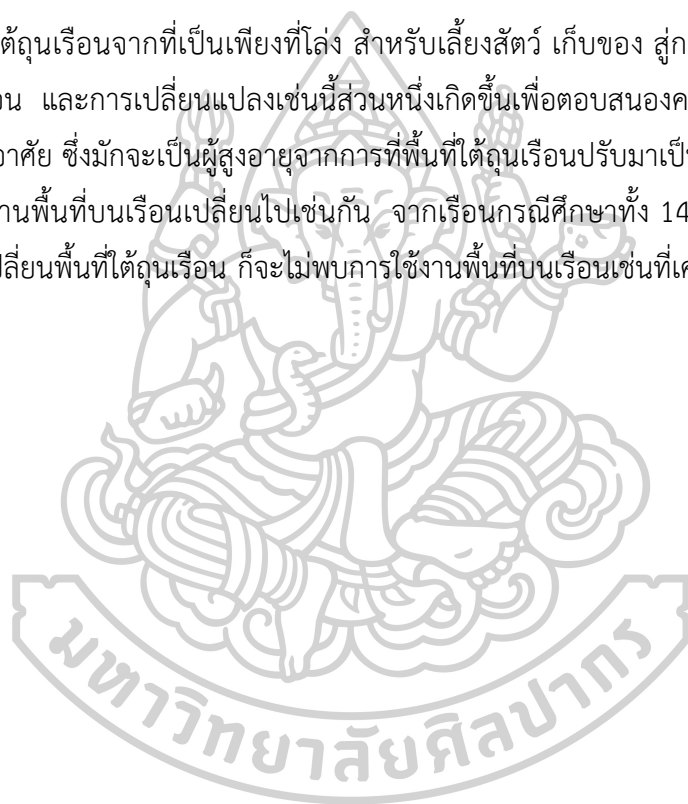 ต้ถุนเรือนจากที่เป็นเพียงที่โล่ง สำหรับเลี้ยงสัตว์ เก็บของ สู่ก
อน และการเปลี่ยนแปลงเช่นนี้ส่วนหนึ่งเกิดขึ้นเพื่อตอบสนองค
อาศัย ซึ่งมักจะเป็นผู้สูงอายุจากการที่พื้นที่ใต้ถุนเรือนปรับมาเป็
านพื้นที่บนเรือนเปลี่ยนไปเช่นกัน จากเรือนกรณีศึกษาทั้ง 14
ปลี่ยนพื้นที่ใต้ถุนเรือน ก็จะไม่พบการใช้งานพื้นที่บนเรือนเช่นที่เค
มหาวิทยาลัยศิลปากร